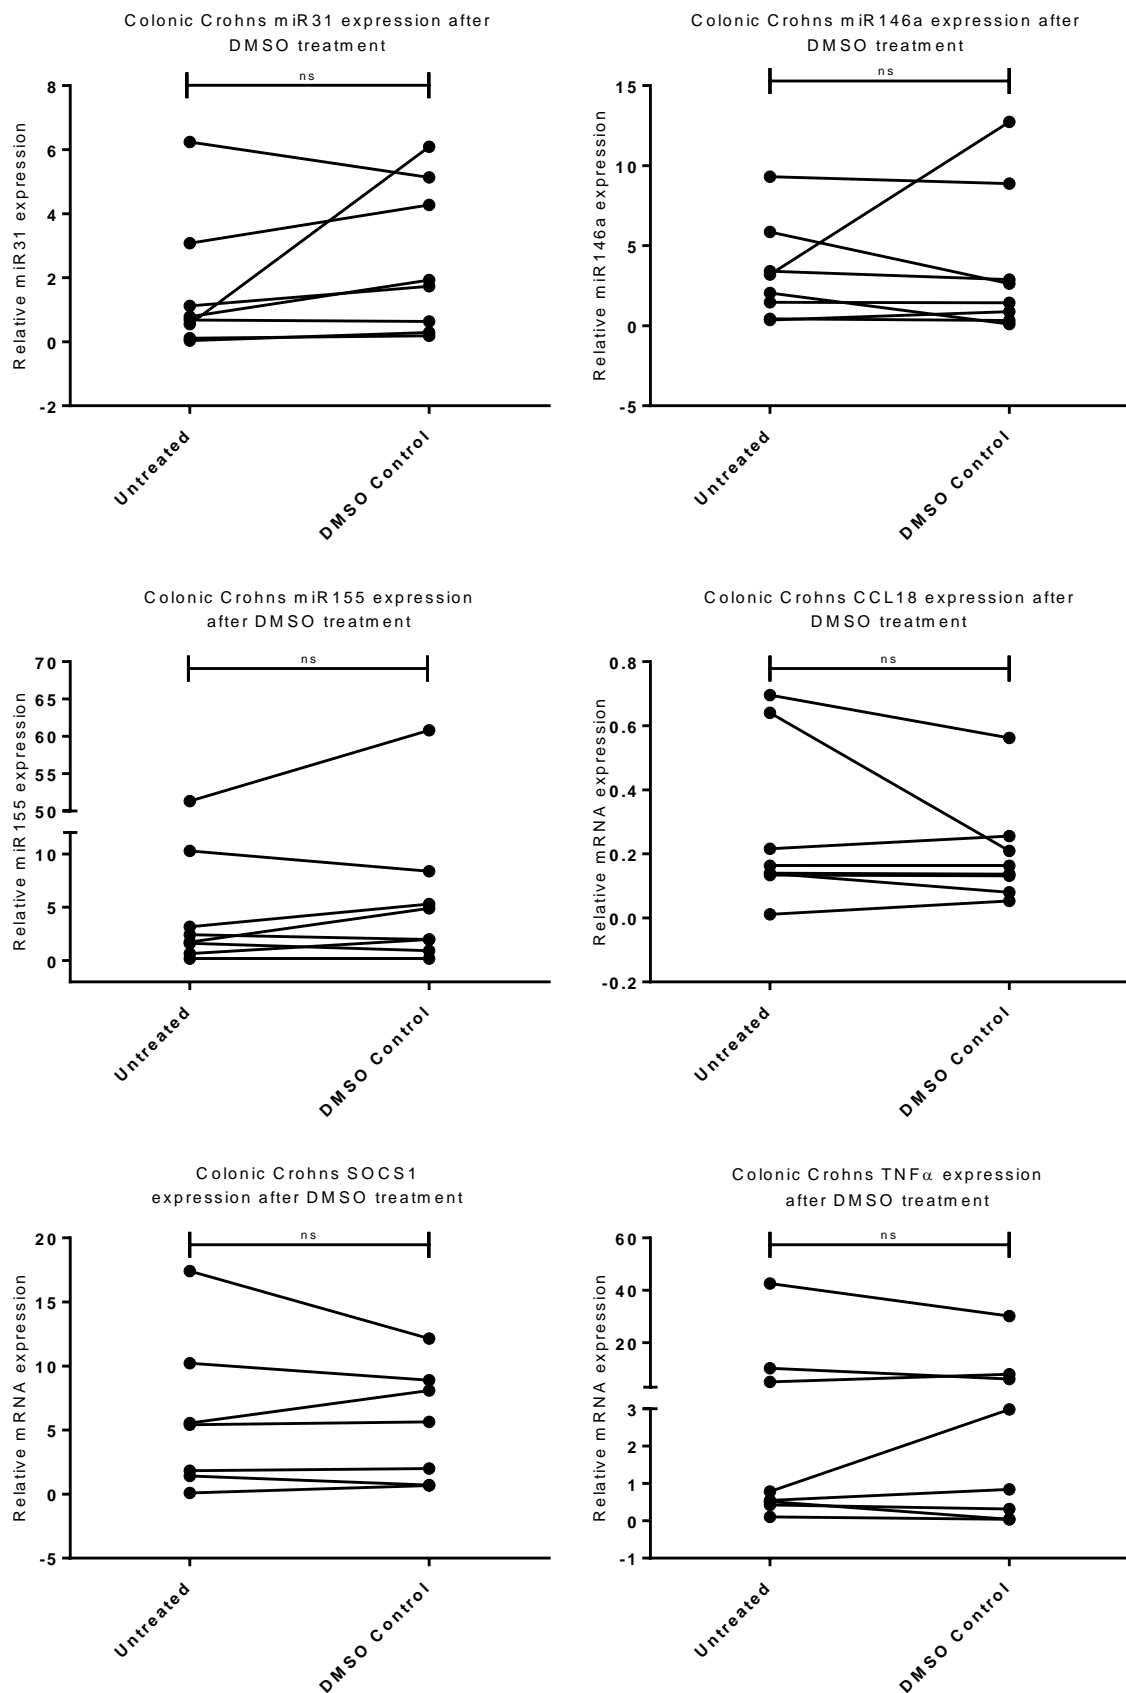 Colonic Crohns miR31 expression after
DMSO treatment
ns
Relative miR31 expression
8
6
4
2
0
-2
Untreated
DMSO Control
Colonic Crohns miR146a expression after
DMSO treatment
ns
Relative miR146a expression
15
10
5
0
-5
Untreated
DMSO Control
Colonic Crohns miR155 expression
after DMSO treatment
ns
Relative miR155 expression
70
65
60
55
50
10
5
0
Untreated
DMSO Control
Colonic Crohns CCL18 expression after
DMSO treatment
ns
Relative mRNA expression
0.8
0.6
0.4
0.2
0.0
-0.2
Untreated
DMSO Control
Colonic Crohns SOCS1
expression after DMSO treatment
ns
Relative mRNA expression
20
15
10
5
0
-5
Untreated
DMSO Control
Colonic Crohns TNFα expression
after DMSO treatment
ns
Relative mRNA expression
60
40
20
3
2
1
0
-1
Untreated
DMSO Control